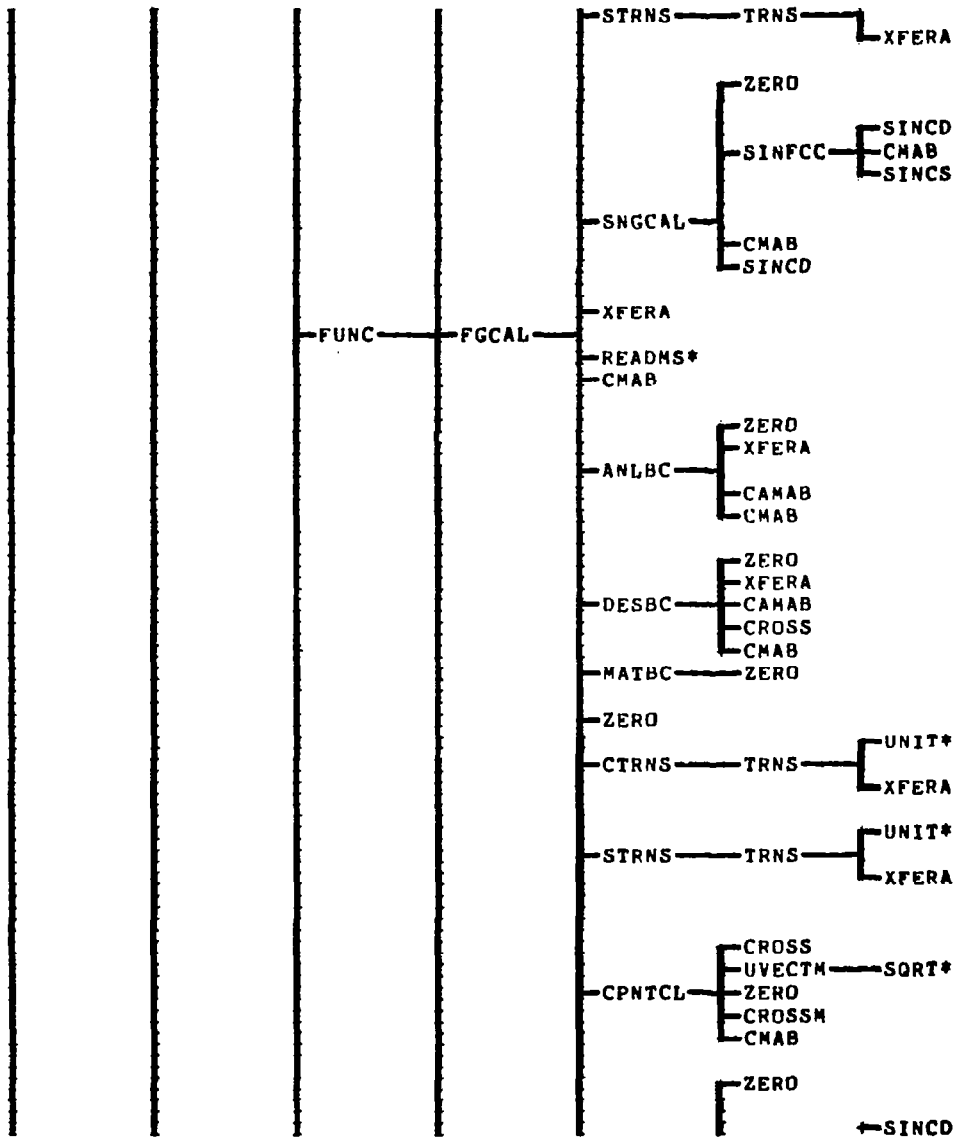 STRNS TRNS
XFERA
ZERO
SINCD
SINFCC CMAB
SINCS
SNGCAL
CMAB
SINCD
XFERA
FUNC FGCAL
READMS*
CMAB
ZERO
XFERA
ANLBC
CAMAB
CMAB
ZERO
XFERA
DESBC CAMAB
CROSS
CMAB
MATBC ZERO
ZERO
UNIT*
CTRNS TRNS
XFERA
UNIT*
STRNS TRNS
XFERA
CROSS
UVECTM SQRT*
CPNTCL ZERO
CROSSM
CMAB
ZERO
SINCD